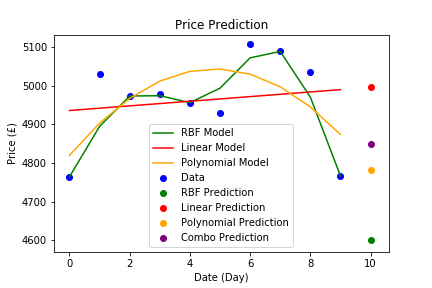 Price Prediction
Price (£)
5100
5000
4900
4800
4700
4600
RBF Model
Linear Model
Polynomial Model
Data
RBF Prediction
Linear Prediction
Polynomial Prediction
Combo Prediction
0 2 4 6 8 10
Date (Day)